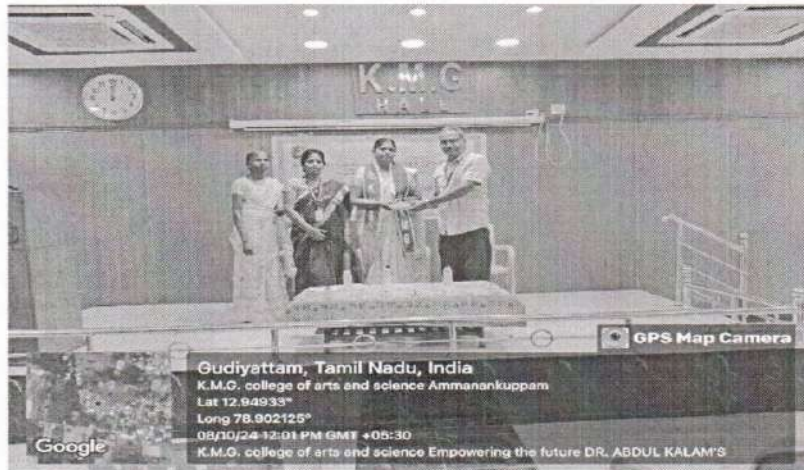 K.M.G
HALL
GPS Map Camera
Gudiyattam, Tamil Nadu, India
K.M.G. college of arts and science Ammanankuppam
Lat 12.94933°
Long 78.902125°
08/10/24 12:01 PM GMT +05:30
K.M.G. college of arts and science Empowering the future DR. ABDUL KALAM'S
Google